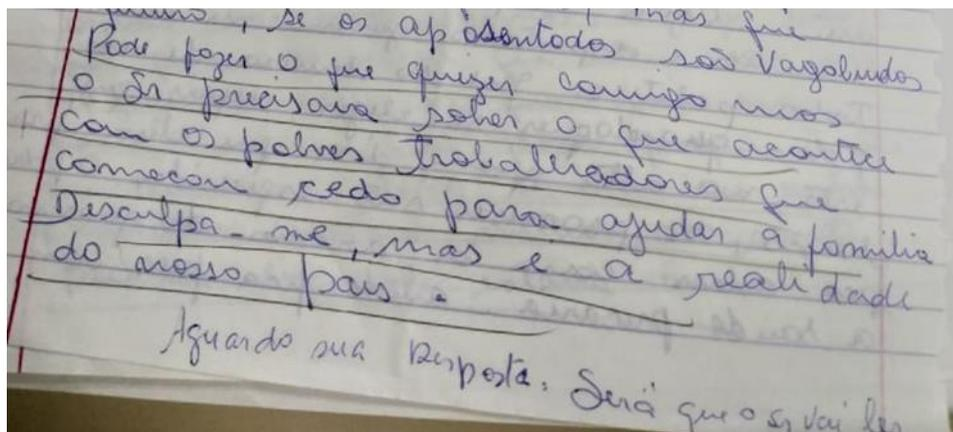 , se os aposentados são vagabundos
Pode fazer o que quizer comigo mas
o Sr precisava saber o que acontece
com os pobres trabalhadores que
começou cedo para ajudar a familia
Desculpa-me, mas é a realidade
do nosso pais.
Aguardo sua resposta. Será que o sr vai ler